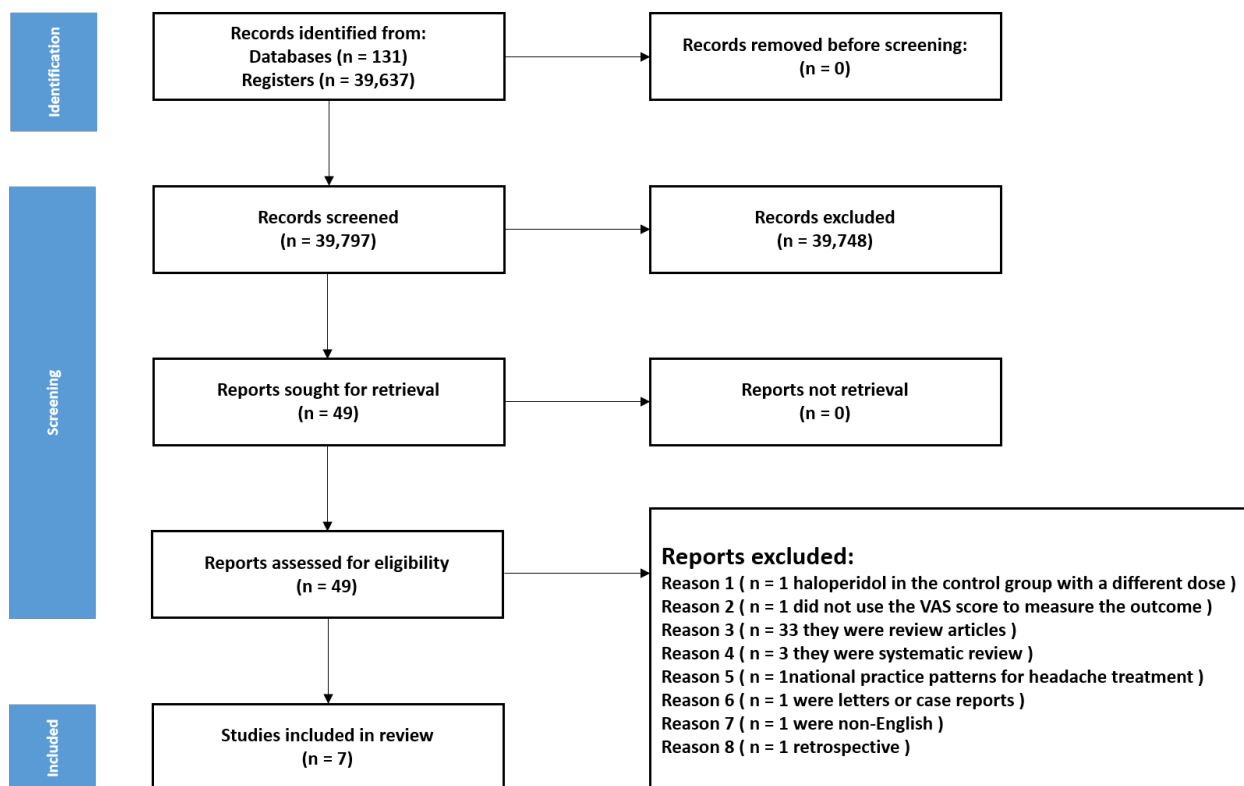 Identification
Records identified from:
Databases (n = 131)
Registers (n = 39,637)
Records removed before screening:
(n = 0)
Screening
Records screened
(n = 39,797)
Records excluded
(n = 39,748)
Reports sought for retrieval
(n = 49)
Reports not retrieval
(n = 0)
Reports assessed for eligibility
(n = 49)
Reports excluded:
Reason 1 ( n = 1 haloperidol in the control group with a different dose )
Reason 2 ( n = 1 did not use the VAS score to measure the outcome )
Reason 3 ( n = 33 they were review articles )
Reason 4 ( n = 3 they were systematic review )
Reason 5 ( n = 1national practice patterns for headache treatment )
Reason 6 ( n = 1 were letters or case reports )
Reason 7 ( n = 1 were non-English )
Reason 8 ( n = 1 retrospective )
Included
Studies included in review
(n = 7)